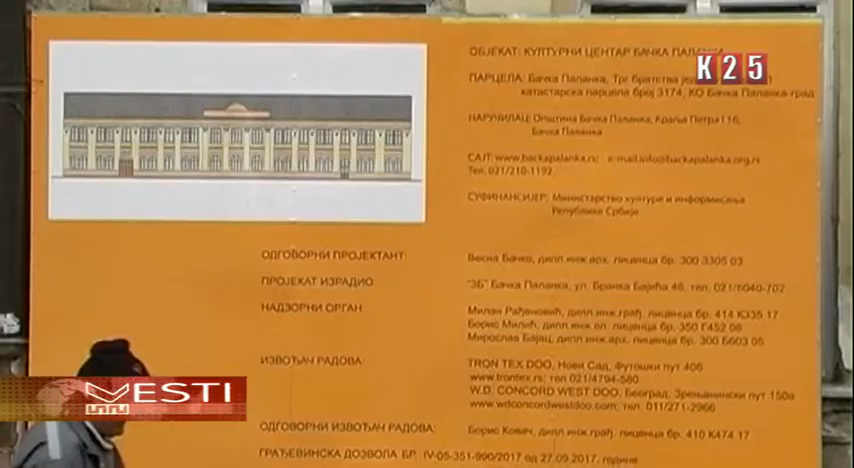 ОБЈЕКАТ: КУЛТУРНИ ЦЕНТАР БАЧКА ПАЛАНКА
K25
ПАРЦЕЛА: Бачка Паланка, Трг братства
катастарска парцела број 3174, КО Бачка Паланка-град
НАРУЧИЛАЦ: Општина Бачка Паланка, Краља Петра I 16,
Бачка Паланка
САЈТ: www.backapalanka.rs; e-mail:info@backapalanka.org.rs
Тел. 021/210-1192
СУФИНАНСИЈЕР: Министарство културе и информисања
Републике Србије
ОДГОВОРНИ ПРОЈЕКТАНТ: Весна Бачко, дипл.инж.арх. лиценца бр. 300 3305 03
ПРОЈЕКАТ ИЗРАДИО: "ЗБ" Бачка Паланка, ул. Бранка Бајића 46, тел. 021/6040-702
НАДЗОРНИ ОРГАН: Милан Рађеновић, дипл.инж.грађ. лиценца бр. 414 К335 17
Борис Милић, дипл.инж.ел. лиценца бр. 350 Г452 08
Мирослав Бајац, дипл.инж.арх. лиценца бр. 300 Б603 05
ИЗВОЂАЧ РАДОВА: TRON TEX DOO, Нови Сад, Футошки пут 406
www.trontex.rs; тел 021/4794-580
W.D. CONCORD WEST DOO, Београд, Зрењанински пут 150а
www.wdconcordwestdoo.com; тел. 011/271-2966
ОДГОВОРНИ ИЗВОЂАЧ РАДОВА: Борис Ковач, дипл.инж.грађ. лиценца бр. 410 К474 17
ГРАЂЕВИНСКА ДОЗВОЛА БР. IV-05-351-990/2017 од 27.09.2017. године
VESTI